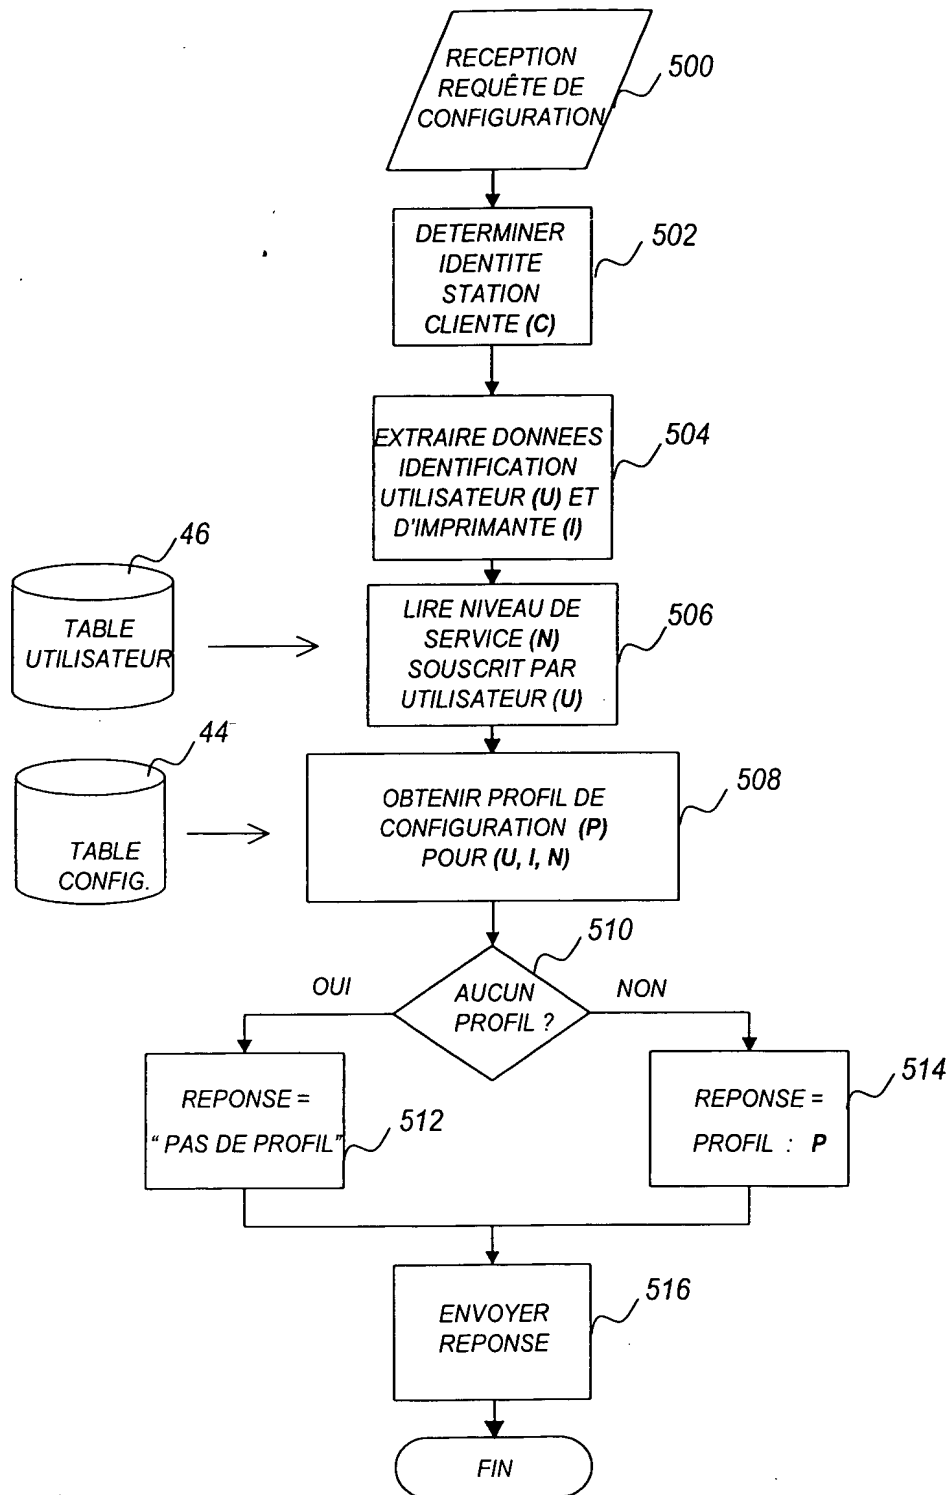 RECEPTION
REQUÊTE DE
CONFIGURATION
500
DETERMINER
IDENTITE
STATION
CLIENTE (C)
502
EXTRAIRE DONNEES
IDENTIFICATION
UTILISATEUR (U) ET
D'IMPRIMANTE (I)
504
46
TABLE
UTILISATEUR
LIRE NIVEAU DE
SERVICE (N)
SOUSCRIT PAR
UTILISATEUR (U)
506
44
TABLE
CONFIG.
OBTENIR PROFIL DE
CONFIGURATION (P)
POUR (U, I, N)
508
510
OUI
AUCUN
PROFIL ?
NON
REPONSE =
“ PAS DE PROFIL”
512
REPONSE =
PROFIL : P
514
ENVOYER
REPONSE
516
FIN